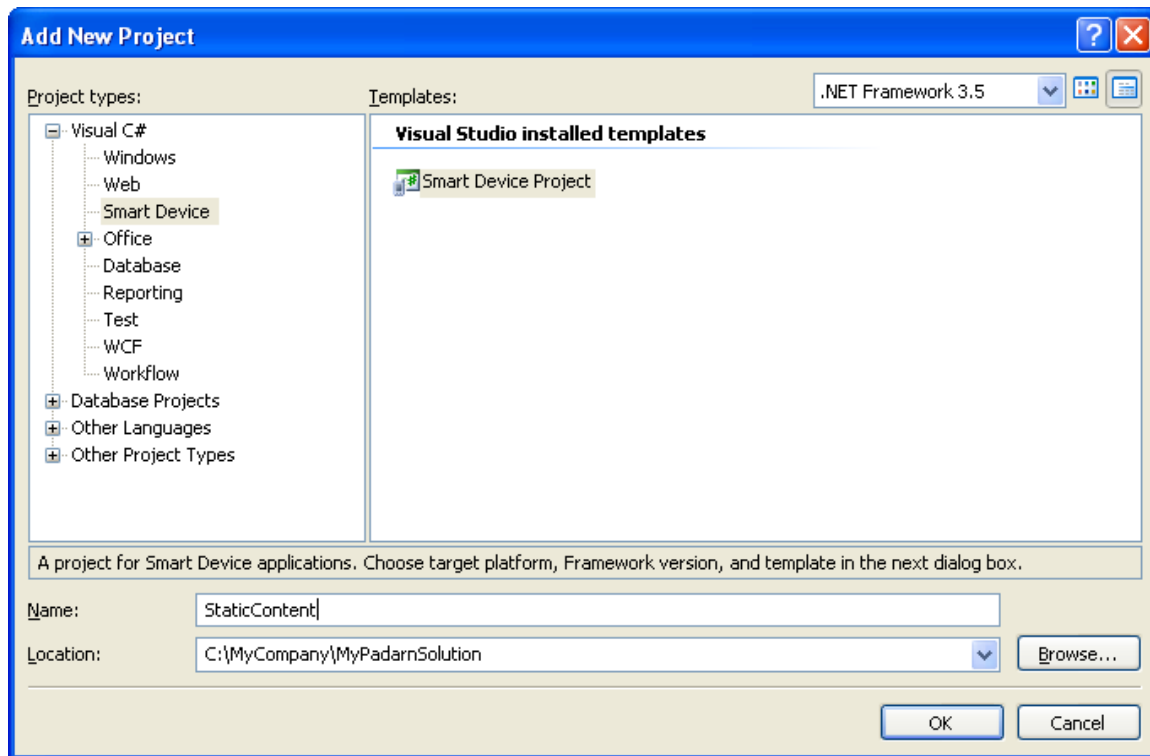 Add New Project
Project types:
Templates:
.NET Framework 3.5
Visual C#
Windows
Web
Smart Device
Office
Database
Reporting
Test
WCF
Workflow
Database Projects
Other Languages
Other Project Types
Visual Studio installed templates
Smart Device Project
A project for Smart Device applications. Choose target platform, Framework version, and template in the next dialog box.
Name:
StaticContent
Location:
C:\MyCompany\MyPadarnSolution
Browse...
OK
Cancel